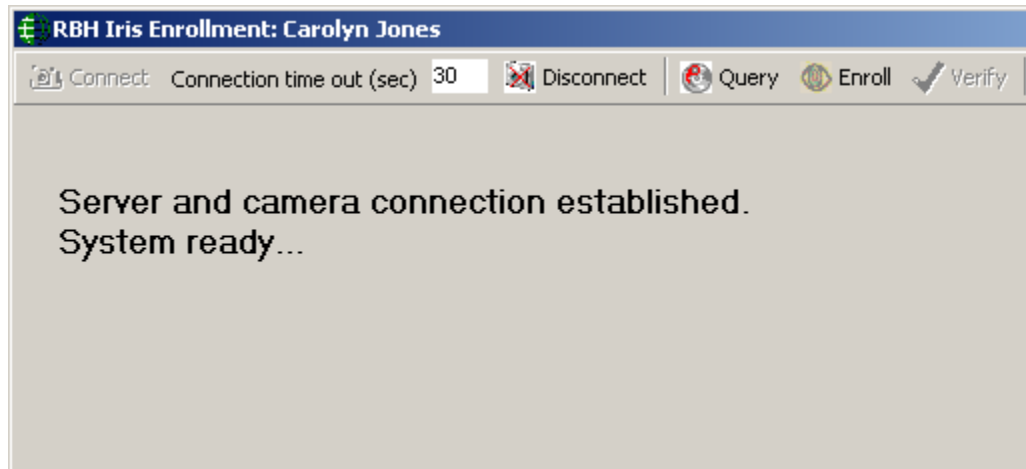 RBH Iris Enrollment: Carolyn Jones
Connect Connection time out (sec) 30 Disconnect Query Enroll Verify
Server and camera connection established.
System ready...